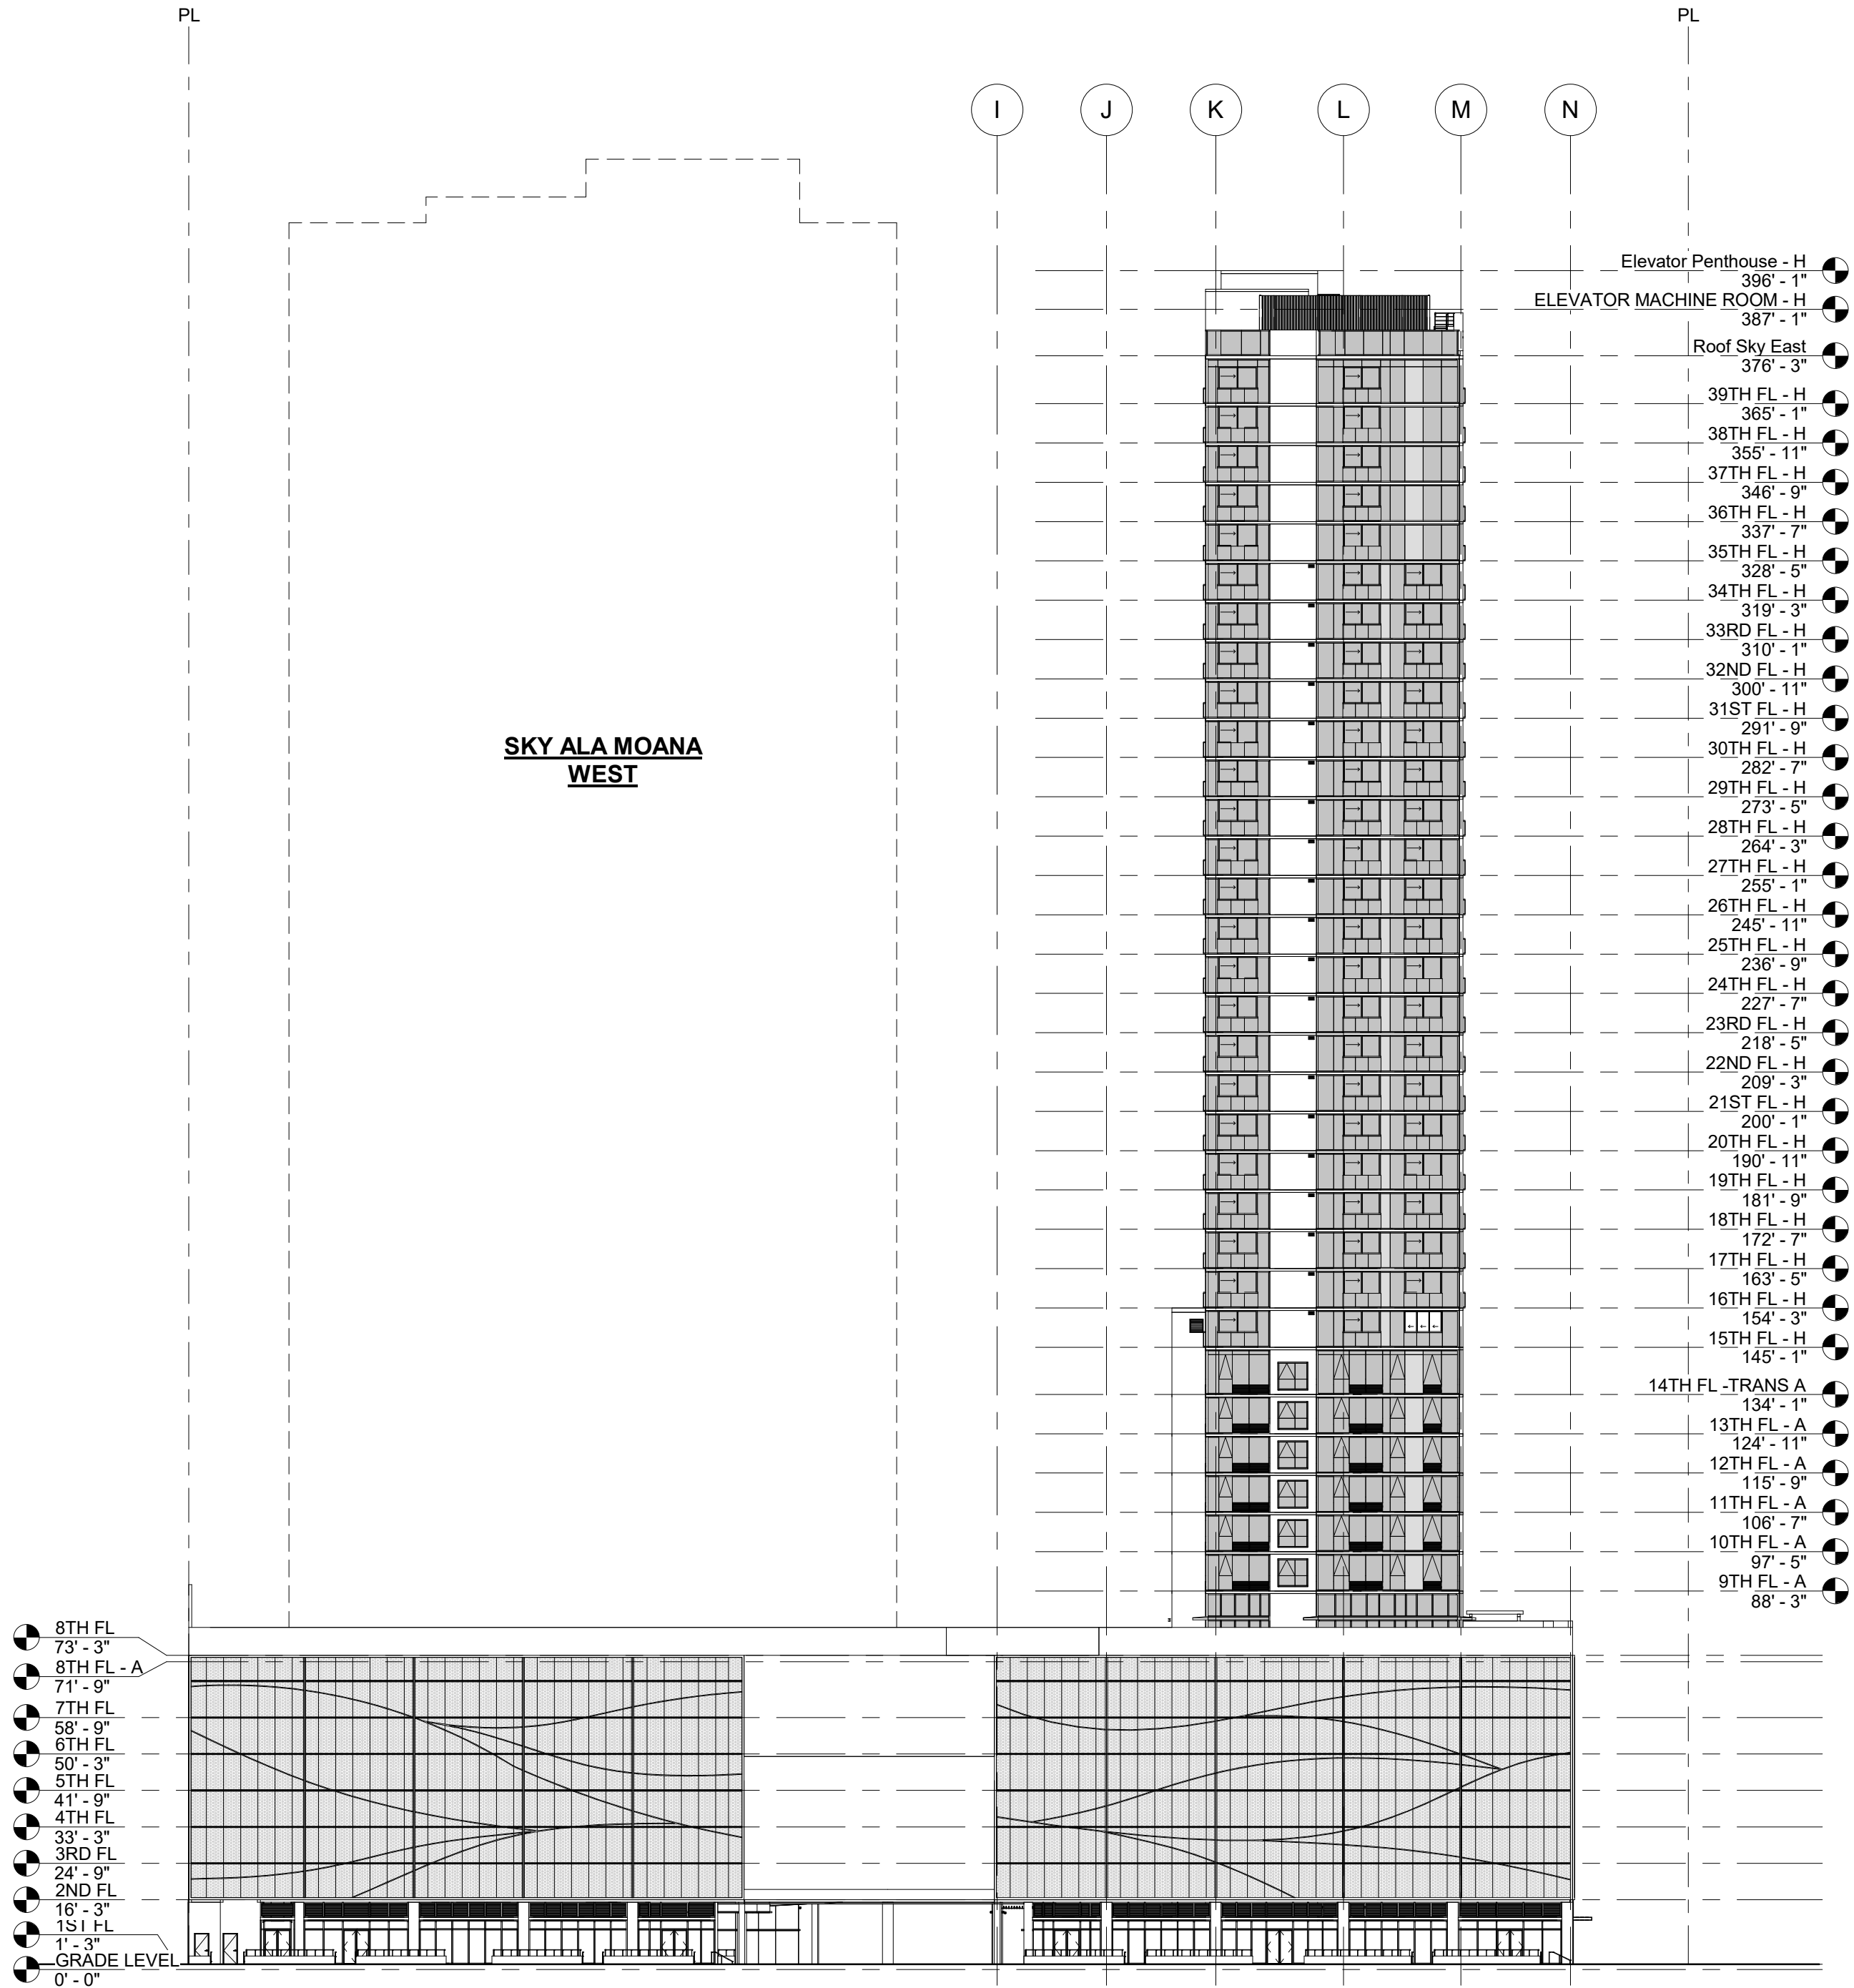 PL
PL
I
J
K
L
M
N
Elevator Penthouse - H
396' - 1"
ELEVATOR MACHINE ROOM - H
387' - 1"
Roof Sky East
376' - 3"
39TH FL - H
365' - 1"
38TH FL - H
355' - 11"
37TH FL - H
346' - 9"
36TH FL - H
337' - 7"
35TH FL - H
328' - 5"
34TH FL - H
319' - 3"
33RD FL - H
310' - 1"
32ND FL - H
300' - 11"
31ST FL - H
291' - 9"
30TH FL - H
282' - 7"
29TH FL - H
273' - 5"
28TH FL - H
264' - 3"
27TH FL - H
255' - 1"
26TH FL - H
245' - 11"
25TH FL - H
236' - 9"
24TH FL - H
227' - 7"
23RD FL - H
218' - 5"
22ND FL - H
209' - 3"
21ST FL - H
200' - 1"
20TH FL - H
190' - 11"
19TH FL - H
181' - 9"
18TH FL - H
172' - 7"
17TH FL - H
163' - 5"
16TH FL - H
154' - 3"
15TH FL - H
145' - 1"
14TH FL -TRANS A
134' - 1"
13TH FL - A
124' - 11"
12TH FL - A
115' - 9"
11TH FL - A
106' - 7"
10TH FL - A
97' - 5"
9TH FL - A
88' - 3"
SKY ALA MOANA
WEST
8TH FL
73' - 3"
8TH FL - A
71' - 9"
7TH FL
58' - 9"
6TH FL
50' - 3"
5TH FL
41' - 9"
4TH FL
33' - 3"
3RD FL
24' - 9"
2ND FL
16' - 3"
1ST FL
1' - 3"
GRADE LEVEL
0' - 0"